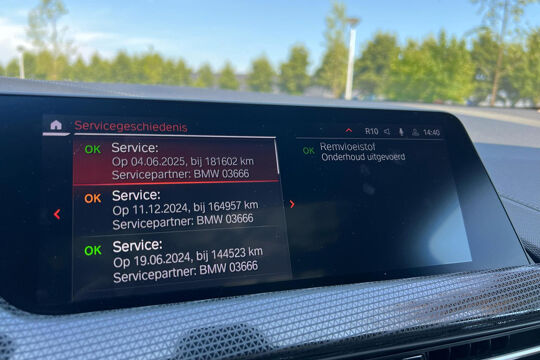 Servicegeschiedenis
R10 14:40
OK Service:
Op 04.06.2025, bij 181602 km
Servicepartner: BMW 03666
OK Service:
Op 11.12.2024, bij 164957 km
Servicepartner: BMW 03666
OK Service:
Op 19.06.2024, bij 144523 km
Servicepartner: BMW 03666
OK Remvloeistof
Onderhoud uitgevoerd